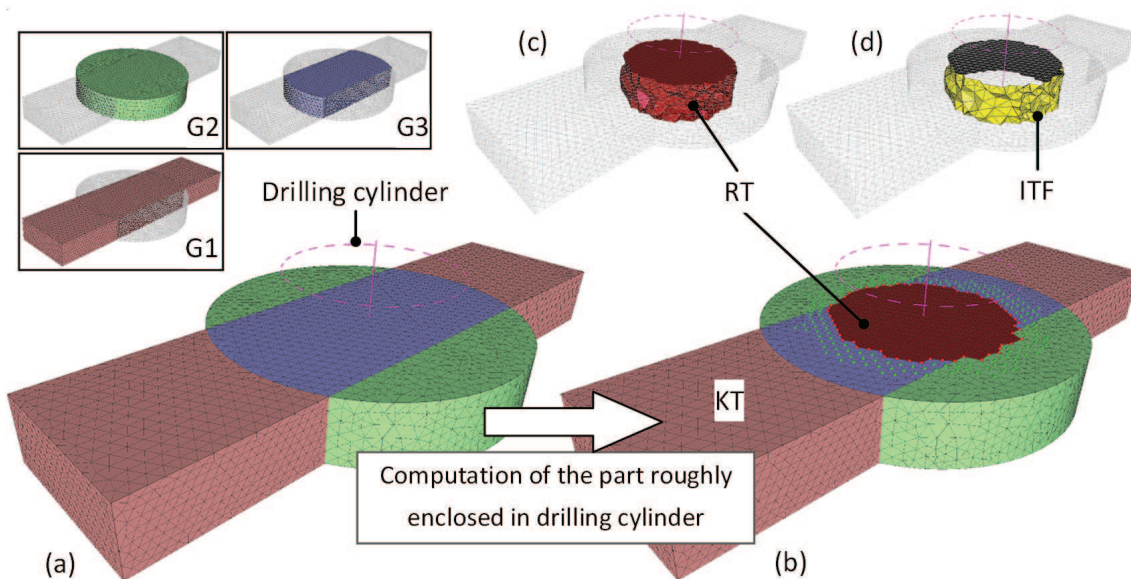 G2
G3
G1
(c)
(d)
Drilling cylinder
RT
ITF
KT
Computation of the part roughly
enclosed in drilling cylinder
(a)
(b)